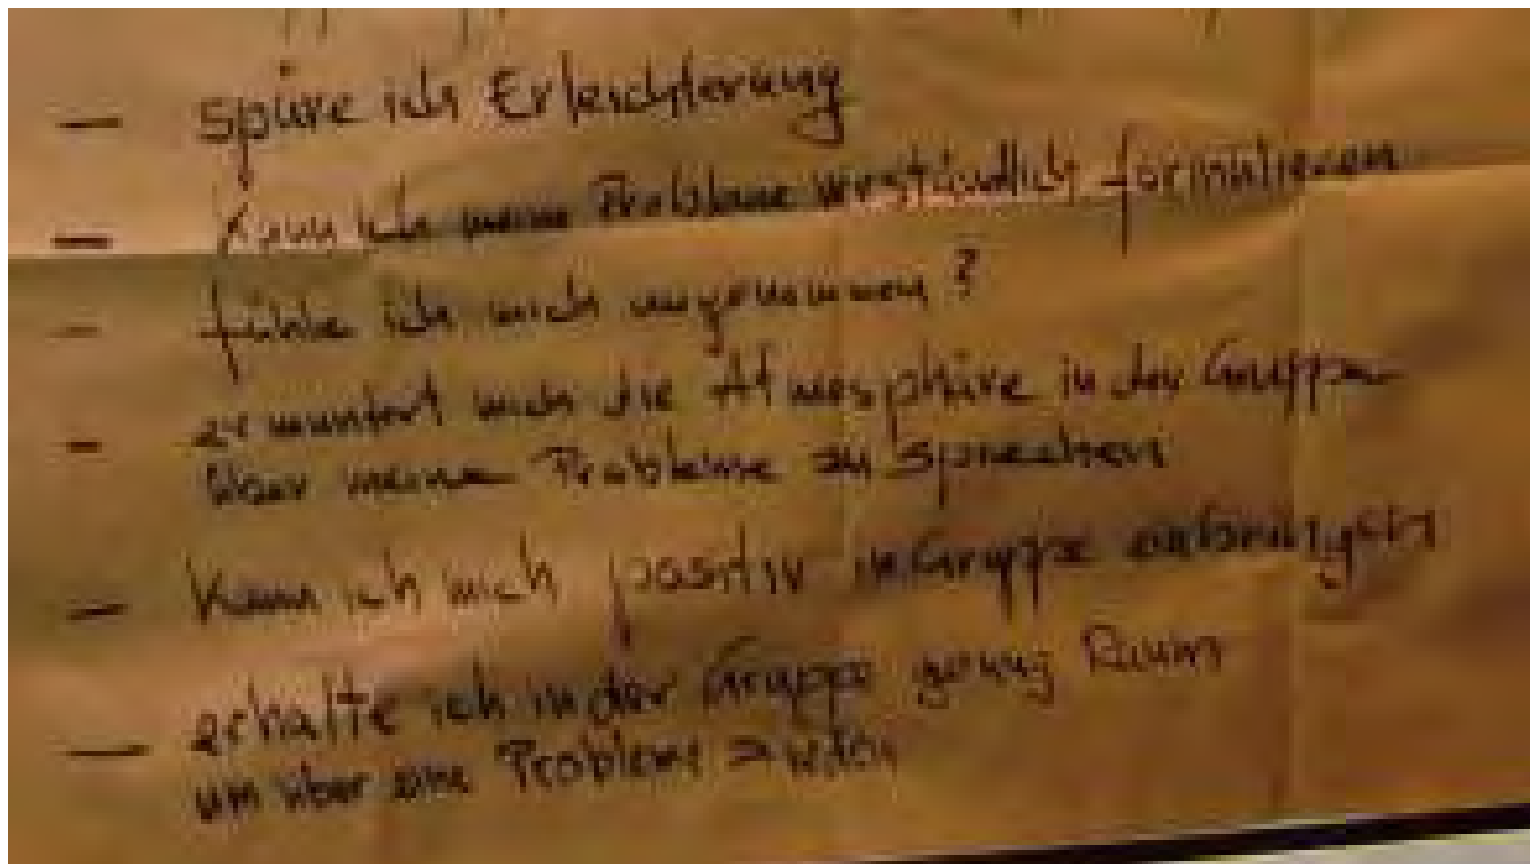 - spüre ich Erleichterung
- kann ich meine Probleme verständlich formulieren
- fühle ich mich angenommen?
- ermuntert mich die Atmosphäre in der Gruppe
über meine Probleme zu sprechen
- Kann ich mich positiv in Gruppe einbringen
- erhalte ich in der Gruppe genug Raum
um über eine Probleme zu